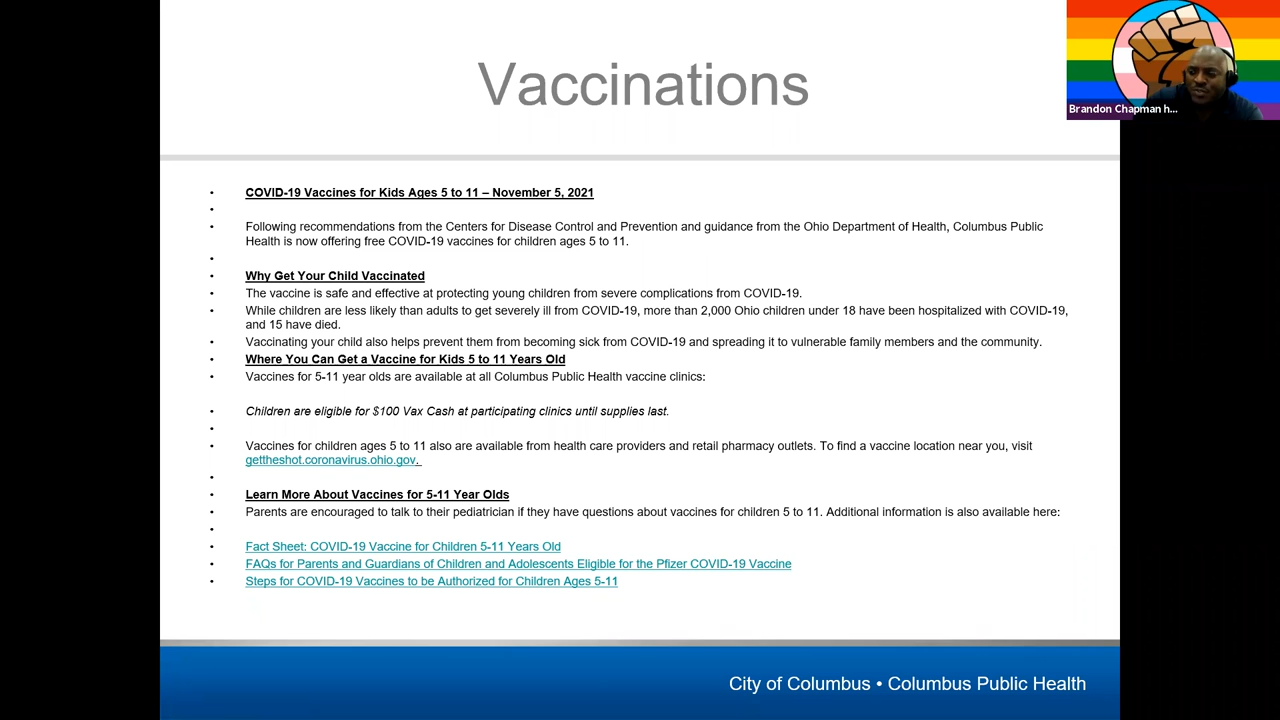 Vaccinations
Brandon Chapman h...
• COVID-19 Vaccines for Kids Ages 5 to 11 – November 5, 2021
•
• Following recommendations from the Centers for Disease Control and Prevention and guidance from the Ohio Department of Health, Columbus Public
Health is now offering free COVID-19 vaccines for children ages 5 to 11.
•
• Why Get Your Child Vaccinated
• The vaccine is safe and effective at protecting young children from severe complications from COVID-19.
• While children are less likely than adults to get severely ill from COVID-19, more than 2,000 Ohio children under 18 have been hospitalized with COVID-19,
and 15 have died.
• Vaccinating your child also helps prevent them from becoming sick from COVID-19 and spreading it to vulnerable family members and the community.
• Where You Can Get a Vaccine for Kids 5 to 11 Years Old
• Vaccines for 5-11 year olds are available at all Columbus Public Health vaccine clinics:
• Children are eligible for $100 Vax Cash at participating clinics until supplies last.
•
• Vaccines for children ages 5 to 11 also are available from health care providers and retail pharmacy outlets. To find a vaccine location near you, visit
gettheshot.coronavirus.ohio.gov.
•
• Learn More About Vaccines for 5-11 Year Olds
• Parents are encouraged to talk to their pediatrician if they have questions about vaccines for children 5 to 11. Additional information is also available here:
•
• Fact Sheet: COVID-19 Vaccine for Children 5-11 Years Old
• FAQs for Parents and Guardians of Children and Adolescents Eligible for the Pfizer COVID-19 Vaccine
• Steps for COVID-19 Vaccines to be Authorized for Children Ages 5-11
City of Columbus • Columbus Public Health